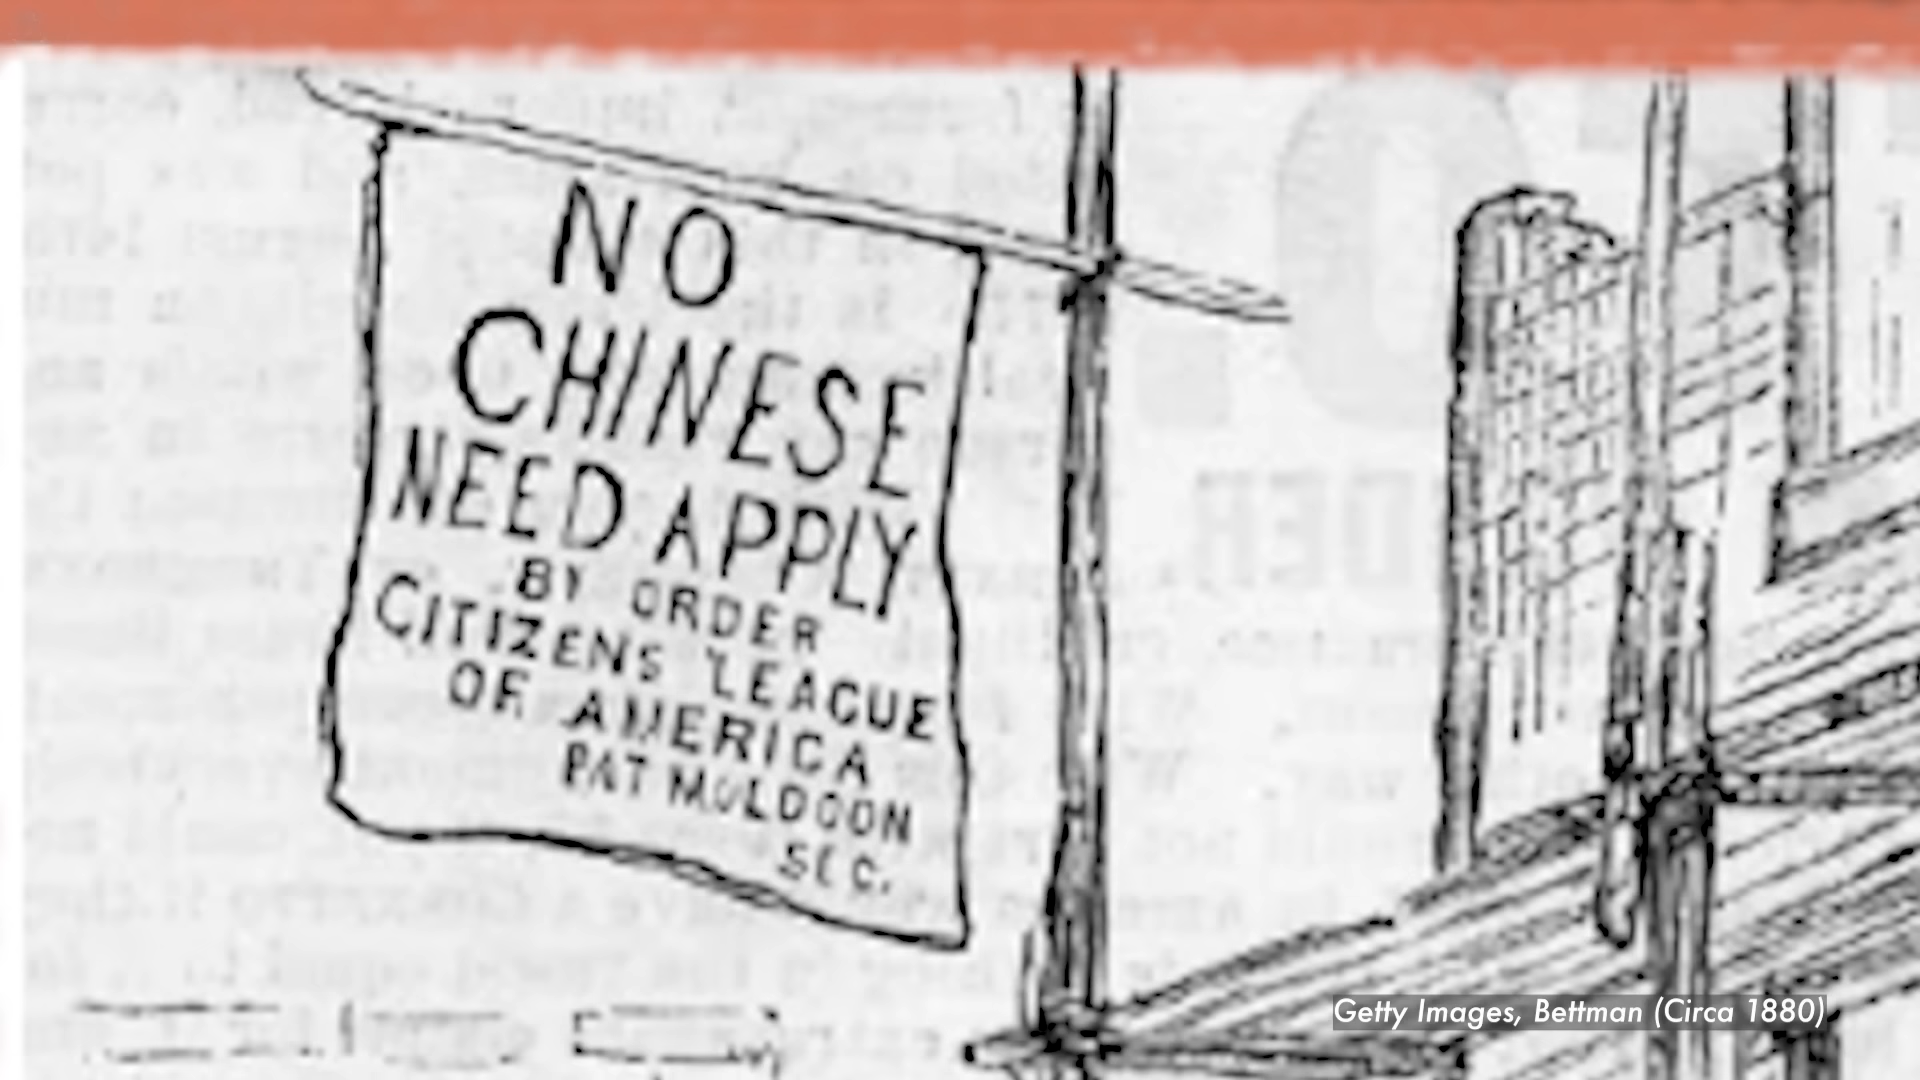 NO
CHINESE
NEED APPLY
BY ORDER
CITIZENS LEAGUE
OF AMERICA
PAT MULDOON
SEC.
Getty Images, Bettman (Circa 1880)